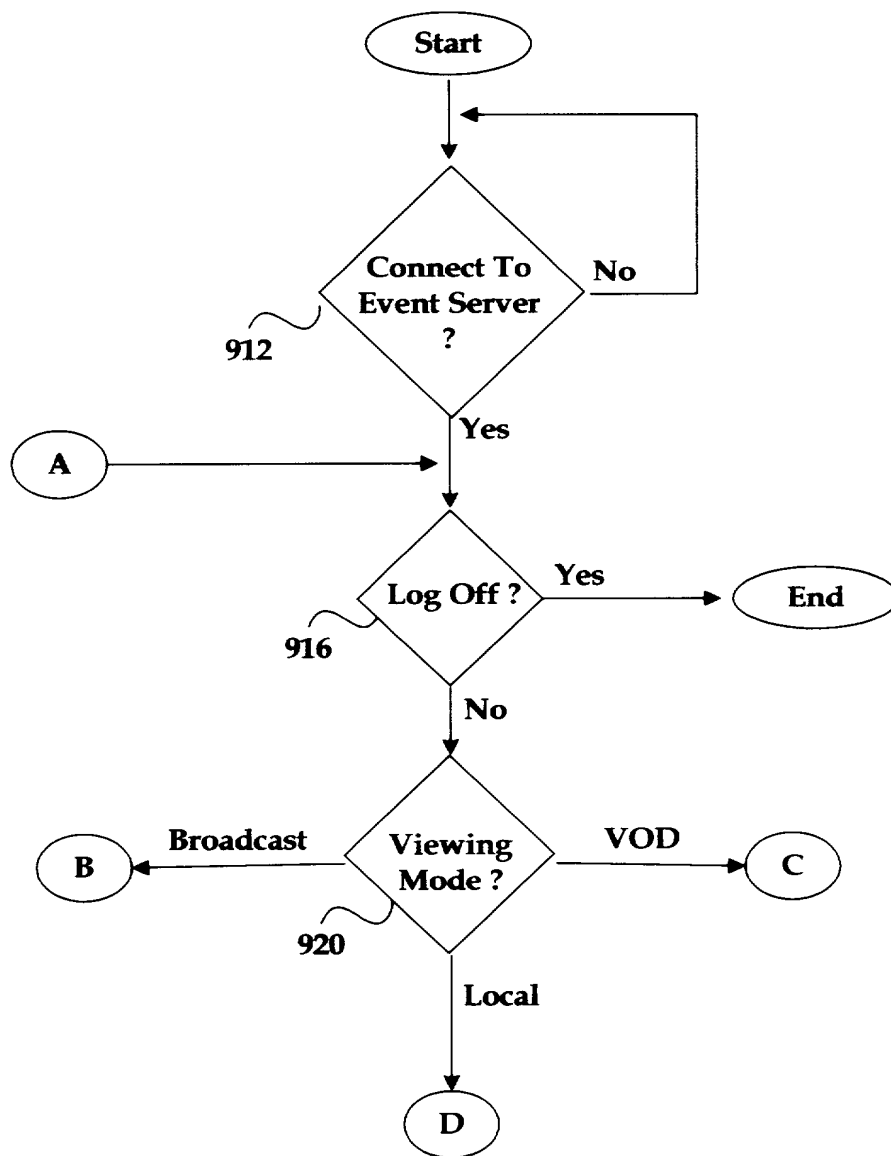 Start
Connect To
Event Server
?
No
912
Yes
A
Log Off ?
Yes
End
916
No
Broadcast
VOD
B
Viewing
Mode ?
C
920
Local
D